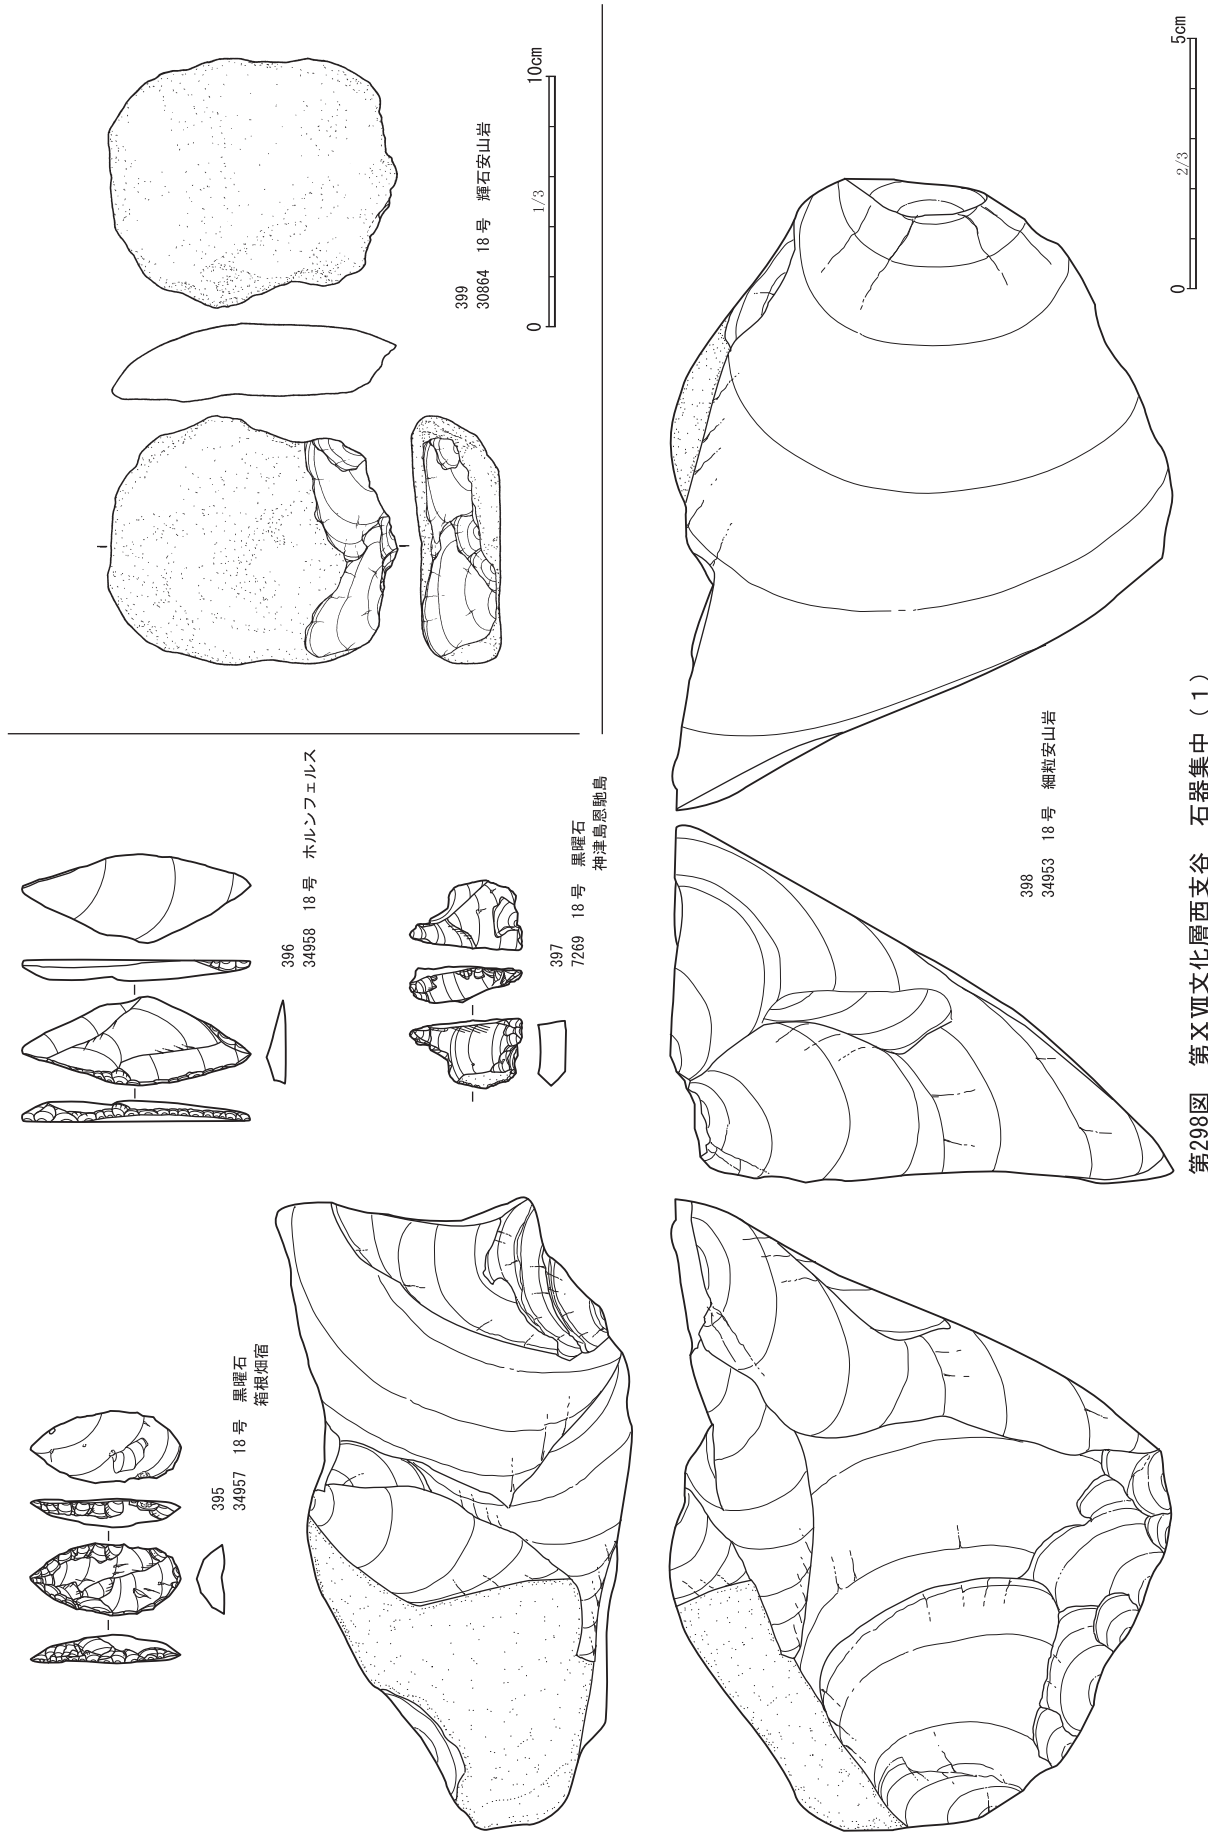 395
34957 18号 黒曜石
箱根畑宿
396
34958 18号 ホルンフェルス
397
7269 18号 黒曜石
神津島恩馳島
399
30864 18号 輝石安山岩
0 1/3 10cm
398
34953 18号 細粒安山岩
0 2/3 5cm
第298図 第ⅩⅦ文化層西支谷 石器集中(1)